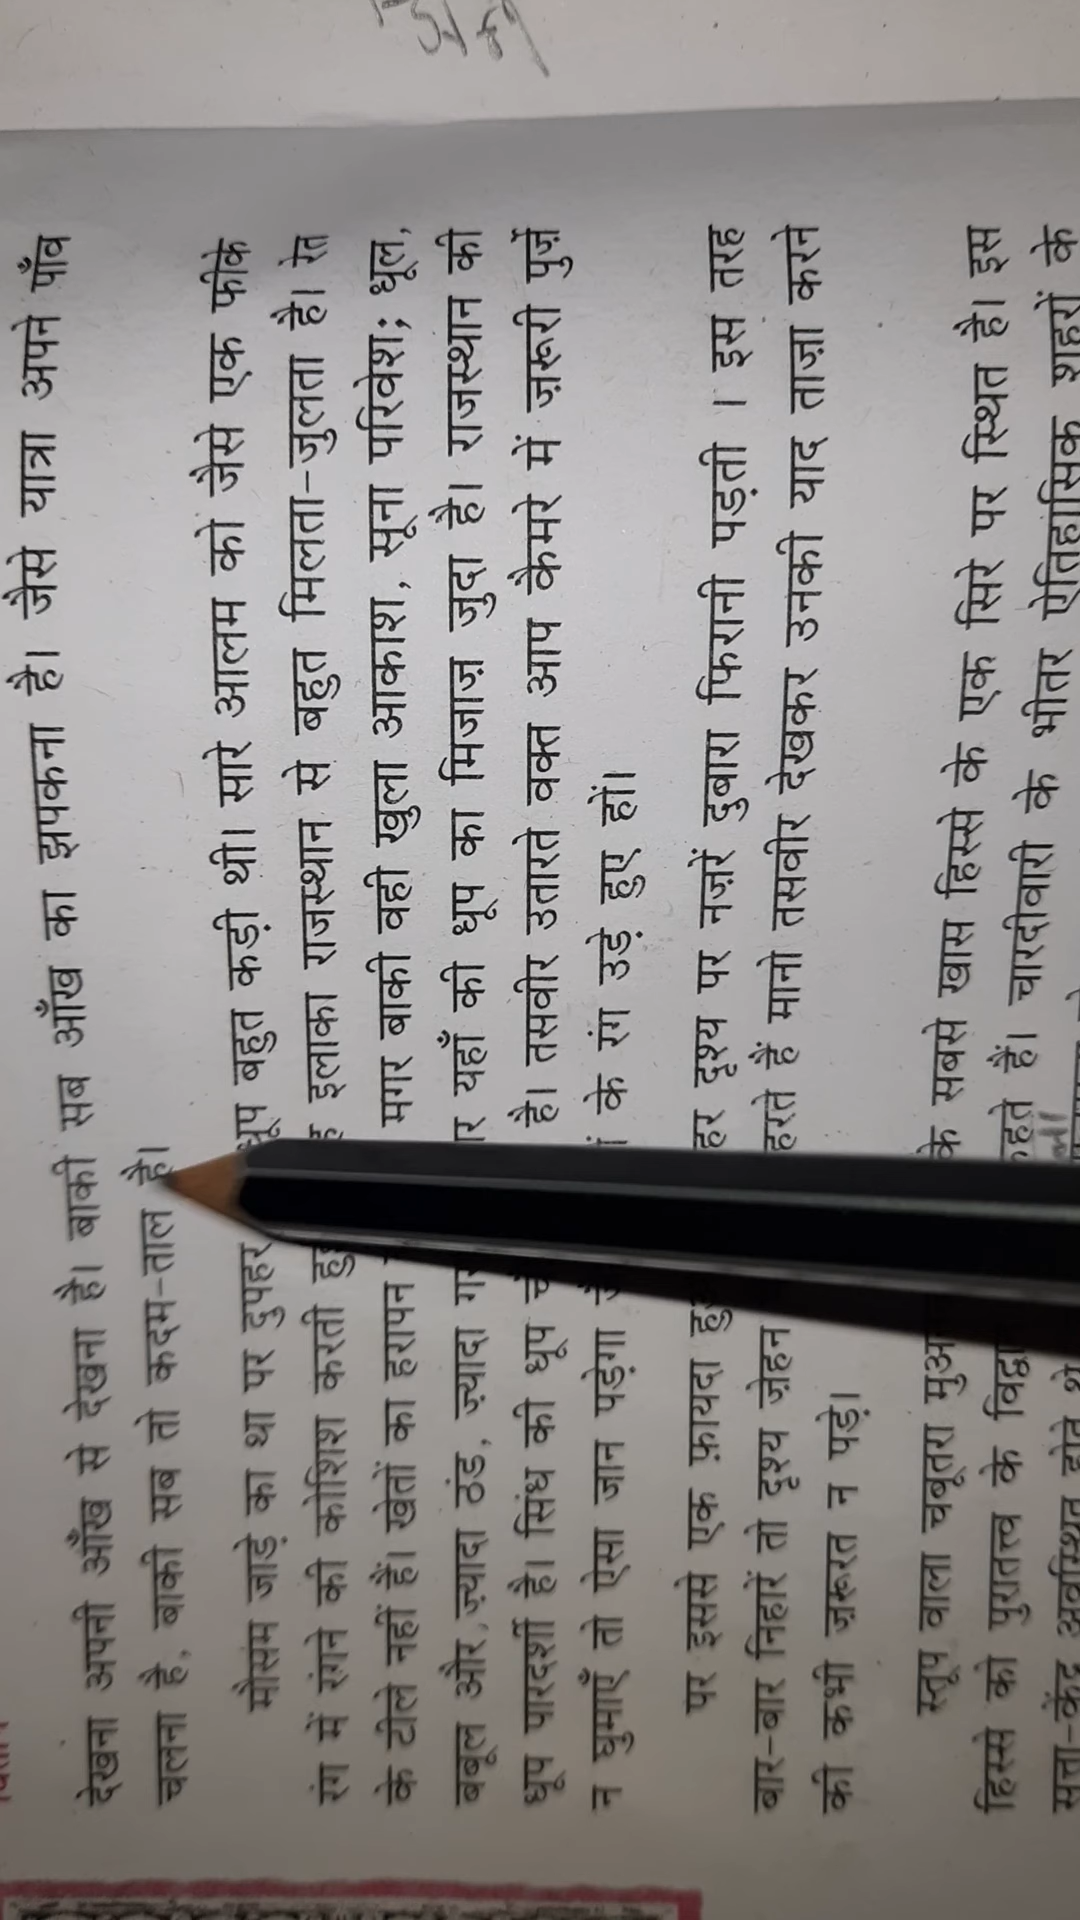 देखना अपनी आँख से देखना है। बाकी सब आँख का झपकना है। जैसे यात्रा अपने पाँव
चलना है, बाकी सब तो कदम-ताल है।
मौसम जाड़े का था पर दुपहर धूप बहुत कड़ी थी। सारे आलम को जैसे एक फीके
रंग में रंगने की कोशिश करती इलाका राजस्थान से बहुत मिलता-जुलता है। रेत
के टीले नहीं हैं। खेतों का हरापन मगर बाकी वही खुला आकाश, सूना परिवेश; धूल,
बबूल और ज़्यादा ठंड, ज़्यादा यहाँ की धूप का मिजाज़ जुदा है। राजस्थान की
धूप पारदर्शी है। सिंध की धूप है। तसवीर उतारते वक्त आप कैमरे में ज़रूरी पुर्ज़े
न घुमाएँ तो ऐसा जान पड़ेगा के रंग उड़े हुए हों।
पर इससे एक फ़ायदा हर दृश्य पर नज़रें दुबारा फिरानी पड़ती । इस तरह
बार-बार निहारें तो दृश्य ज़ेहन हैं मानो तसवीर देखकर उनकी याद ताज़ा करने
की कभी ज़रूरत न पड़े।
स्तूप वाला चबूतरा के सबसे खास हिस्से के एक सिरे पर स्थित है। इस
हिस्से को पुरातत्त्व के हैं। चारदीवारी के भीतर ऐतिहासिक शहरों के
सत्ता-केंद्र अवस्थित होते